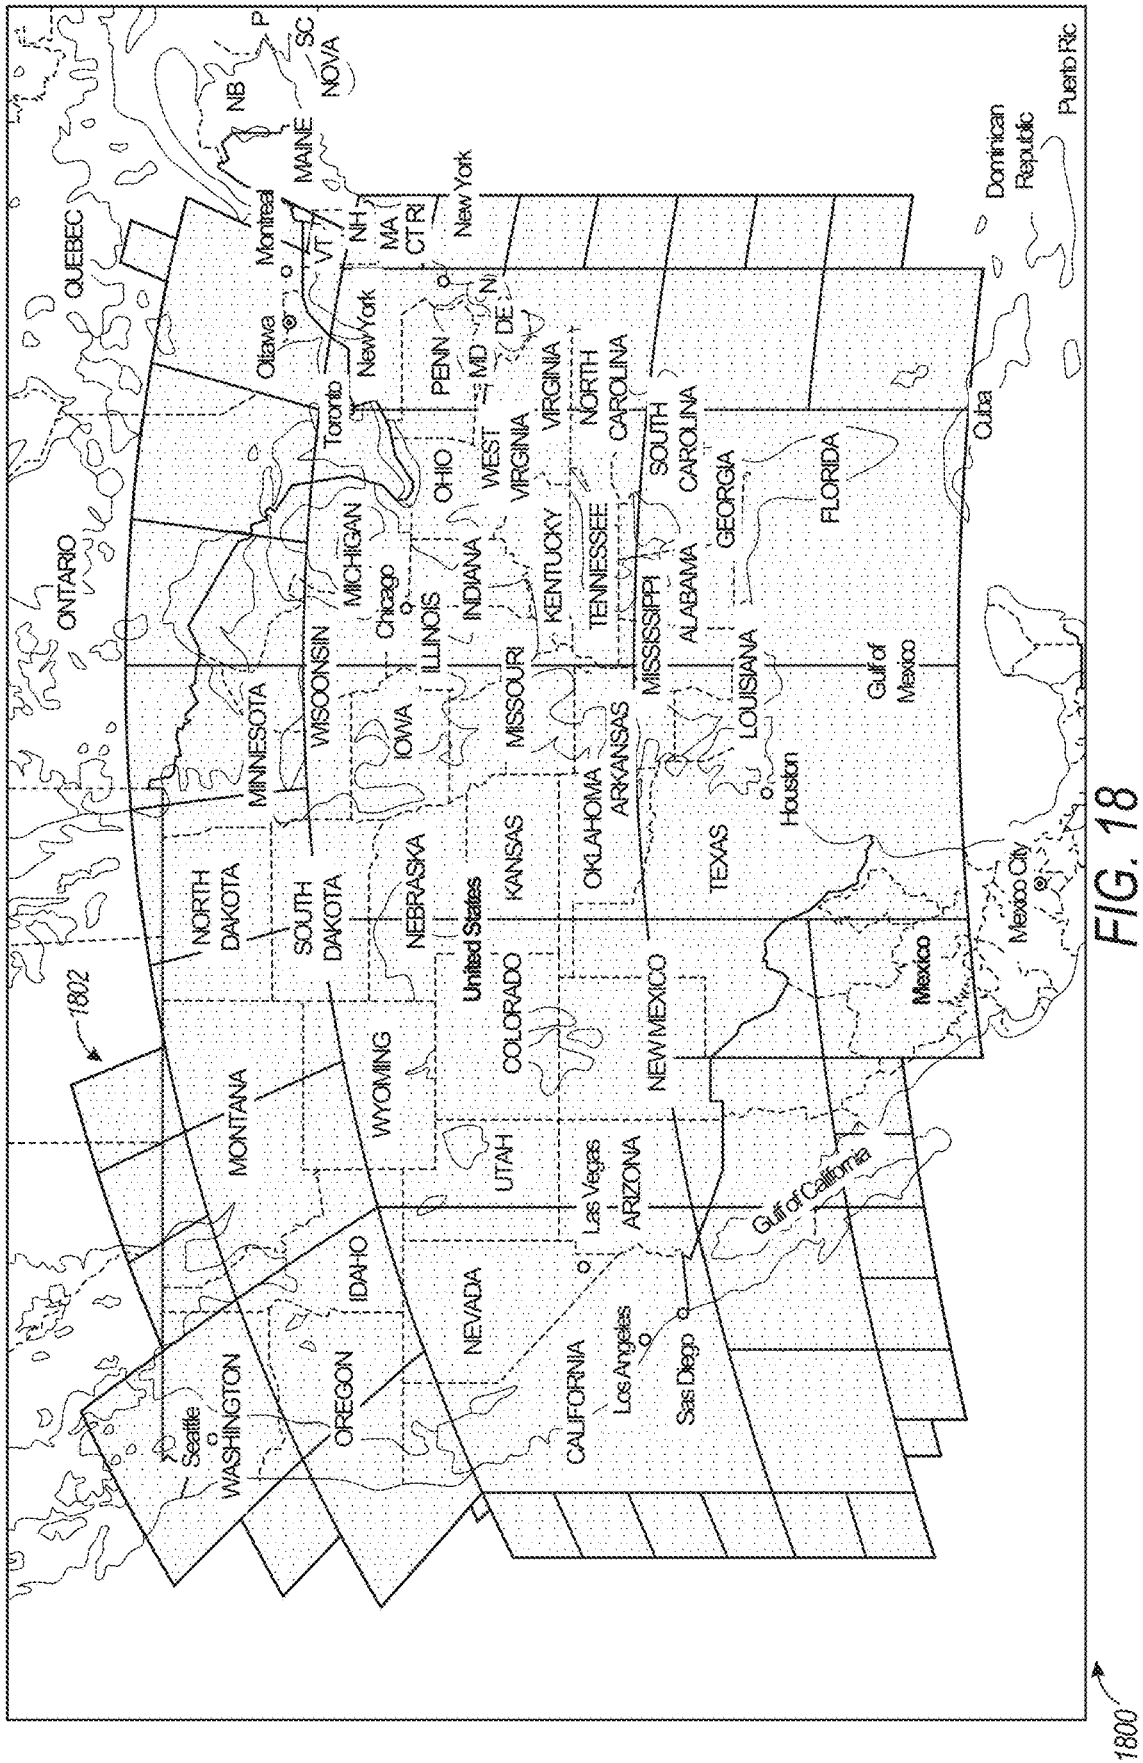 QUEBEC
ONTARIO
NB
P
SC
NOVA
MAINE
Montreal
VT
NH
MA
CT RI
New York
Ottawa
Toronto
New York
PENN
NJ
MD
DE
OHIO
WEST
VIRGINIA
VIRGINIA
NORTH
CAROLINA
SOUTH
CAROLINA
GEORGIA
FLORIDA
Cuba
Dominican
Republic
Puerto Ric
MICHIGAN
Chicago
ILLINOIS
INDIANA
KENTUCKY
TENNESSEE
MISSISSIPPI
ALABAMA
WISCONSIN
MINNESOTA
IOWA
MISSOURI
ARKANSAS
LOUISIANA
Gulf of
Mexico
NORTH
DAKOTA
SOUTH
DAKOTA
NEBRASKA
United States
KANSAS
OKLAHOMA
TEXAS
Houston
Mexico
Mexico City
1802
MONTANA
WYOMING
COLORADO
NEW MEXICO
UTAH
Las Vegas
ARIZONA
Gulf of California
IDAHO
NEVADA
Seattle
WASHINGTON
OREGON
CALIFORNIA
Los Angeles
Sas Diego
FIG. 18
1800